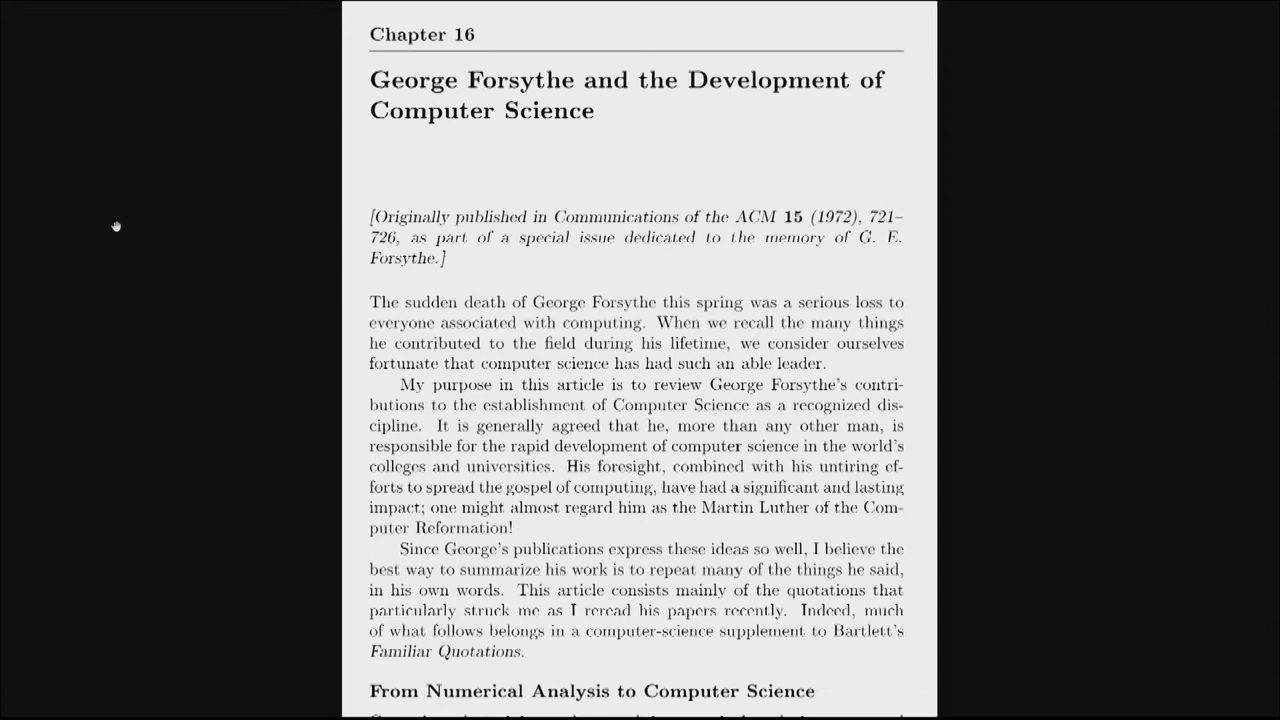 Chapter 16
George Forsythe and the Development of
Computer Science
[Originally published in Communications of the ACM 15 (1972), 721–
726, as part of a special issue dedicated to the memory of G. E.
Forsythe.]
The sudden death of George Forsythe this spring was a serious loss to
everyone associated with computing. When we recall the many things
he contributed to the field during his lifetime, we consider ourselves
fortunate that computer science has had such an able leader.
My purpose in this article is to review George Forsythe's contri-
butions to the establishment of Computer Science as a recognized dis-
cipline. It is generally agreed that he, more than any other man, is
responsible for the rapid development of computer science in the world's
colleges and universities. His foresight, combined with his untiring ef-
forts to spread the gospel of computing, have had a significant and lasting
impact; one might almost regard him as the Martin Luther of the Com-
puter Reformation!
Since George's publications express these ideas so well, I believe the
best way to summarize his work is to repeat many of the things he said,
in his own words. This article consists mainly of the quotations that
particularly struck me as I reread his papers recently. Indeed, much
of what follows belongs in a computer-science supplement to Bartlett's
Familiar Quotations.
From Numerical Analysis to Computer Science